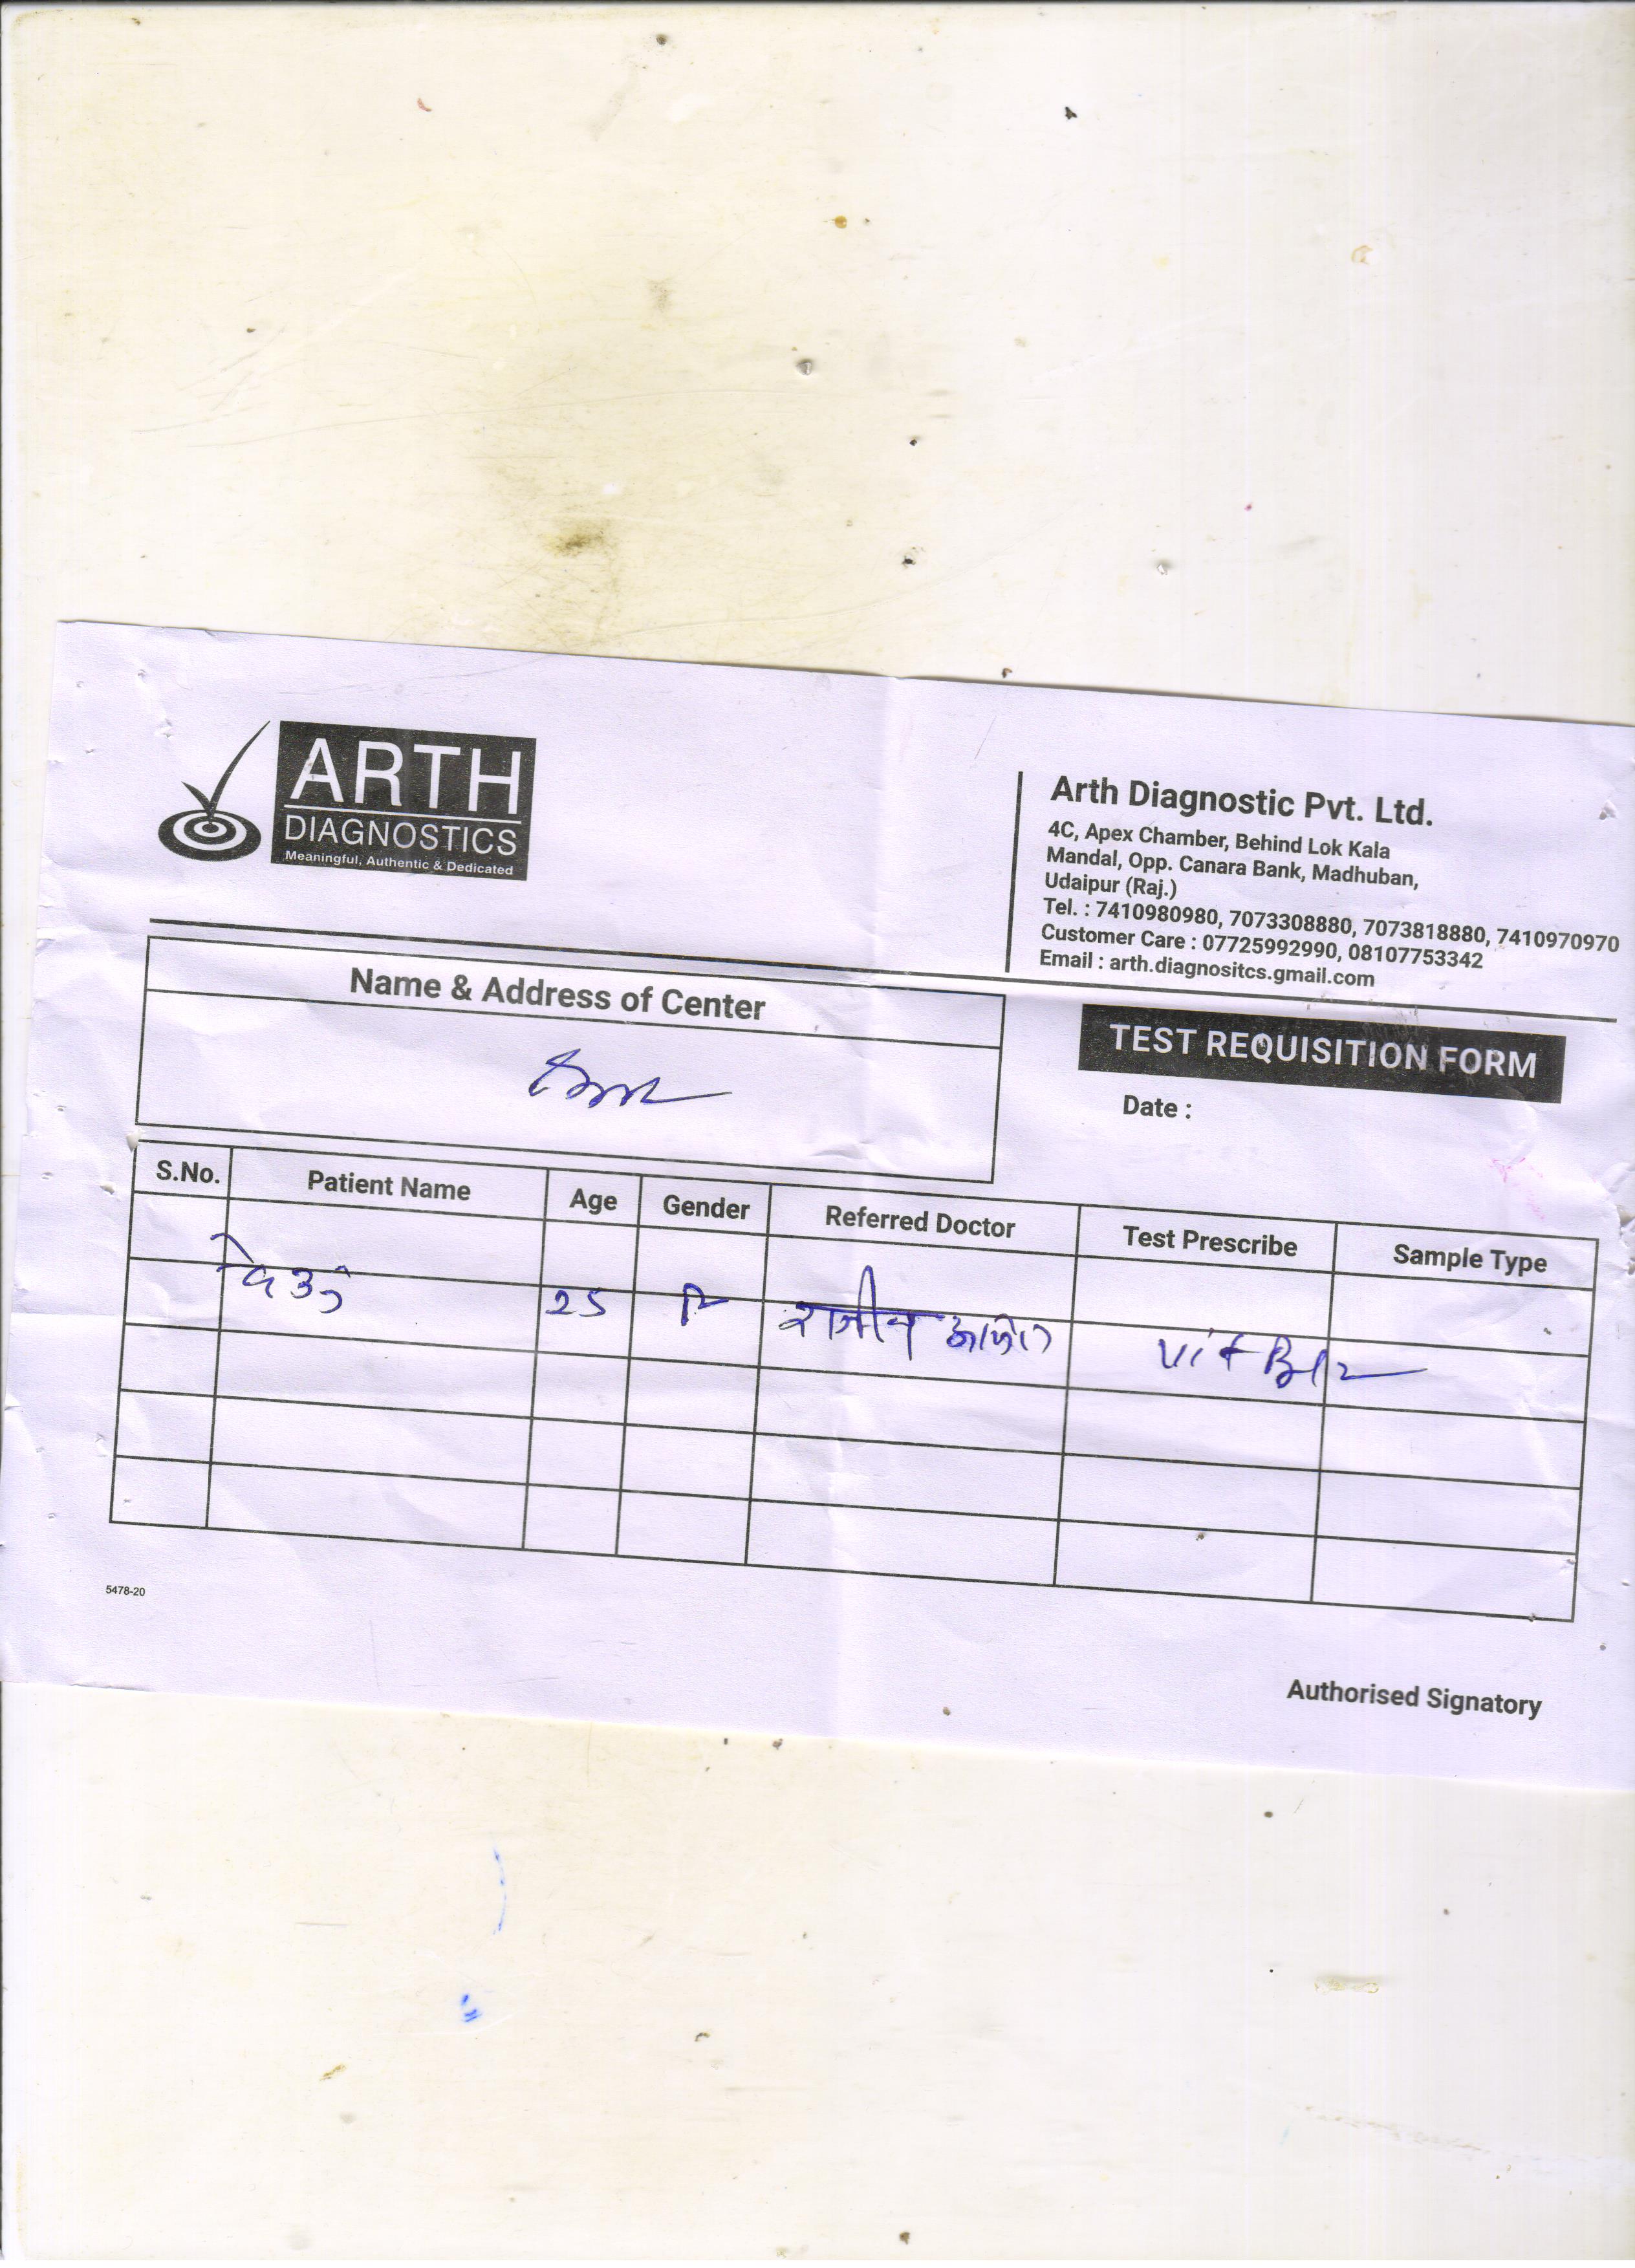 ARTH
DIAGNOSTICS
Meaningful, Authentic & Dedicated
Arth Diagnostic Pvt. Ltd.
4C, Apex Chamber, Behind Lok Kala
Mandal, Opp. Canara Bank, Madhuban,
Udaipur (Raj.)
Tel. : 7410980980, 7073308880, 7073818880, 7410970970
Customer Care : 07725992990, 08107753342
Email : arth.diagnositcs.gmail.com
Name & Address of Center
TEST REQUISITION FORM
Date :
S.No. Patient Name Age Gender Referred Doctor Test Prescribe Sample Type
25 F राजीव Vit B12
5478-20
Authorised Signatory